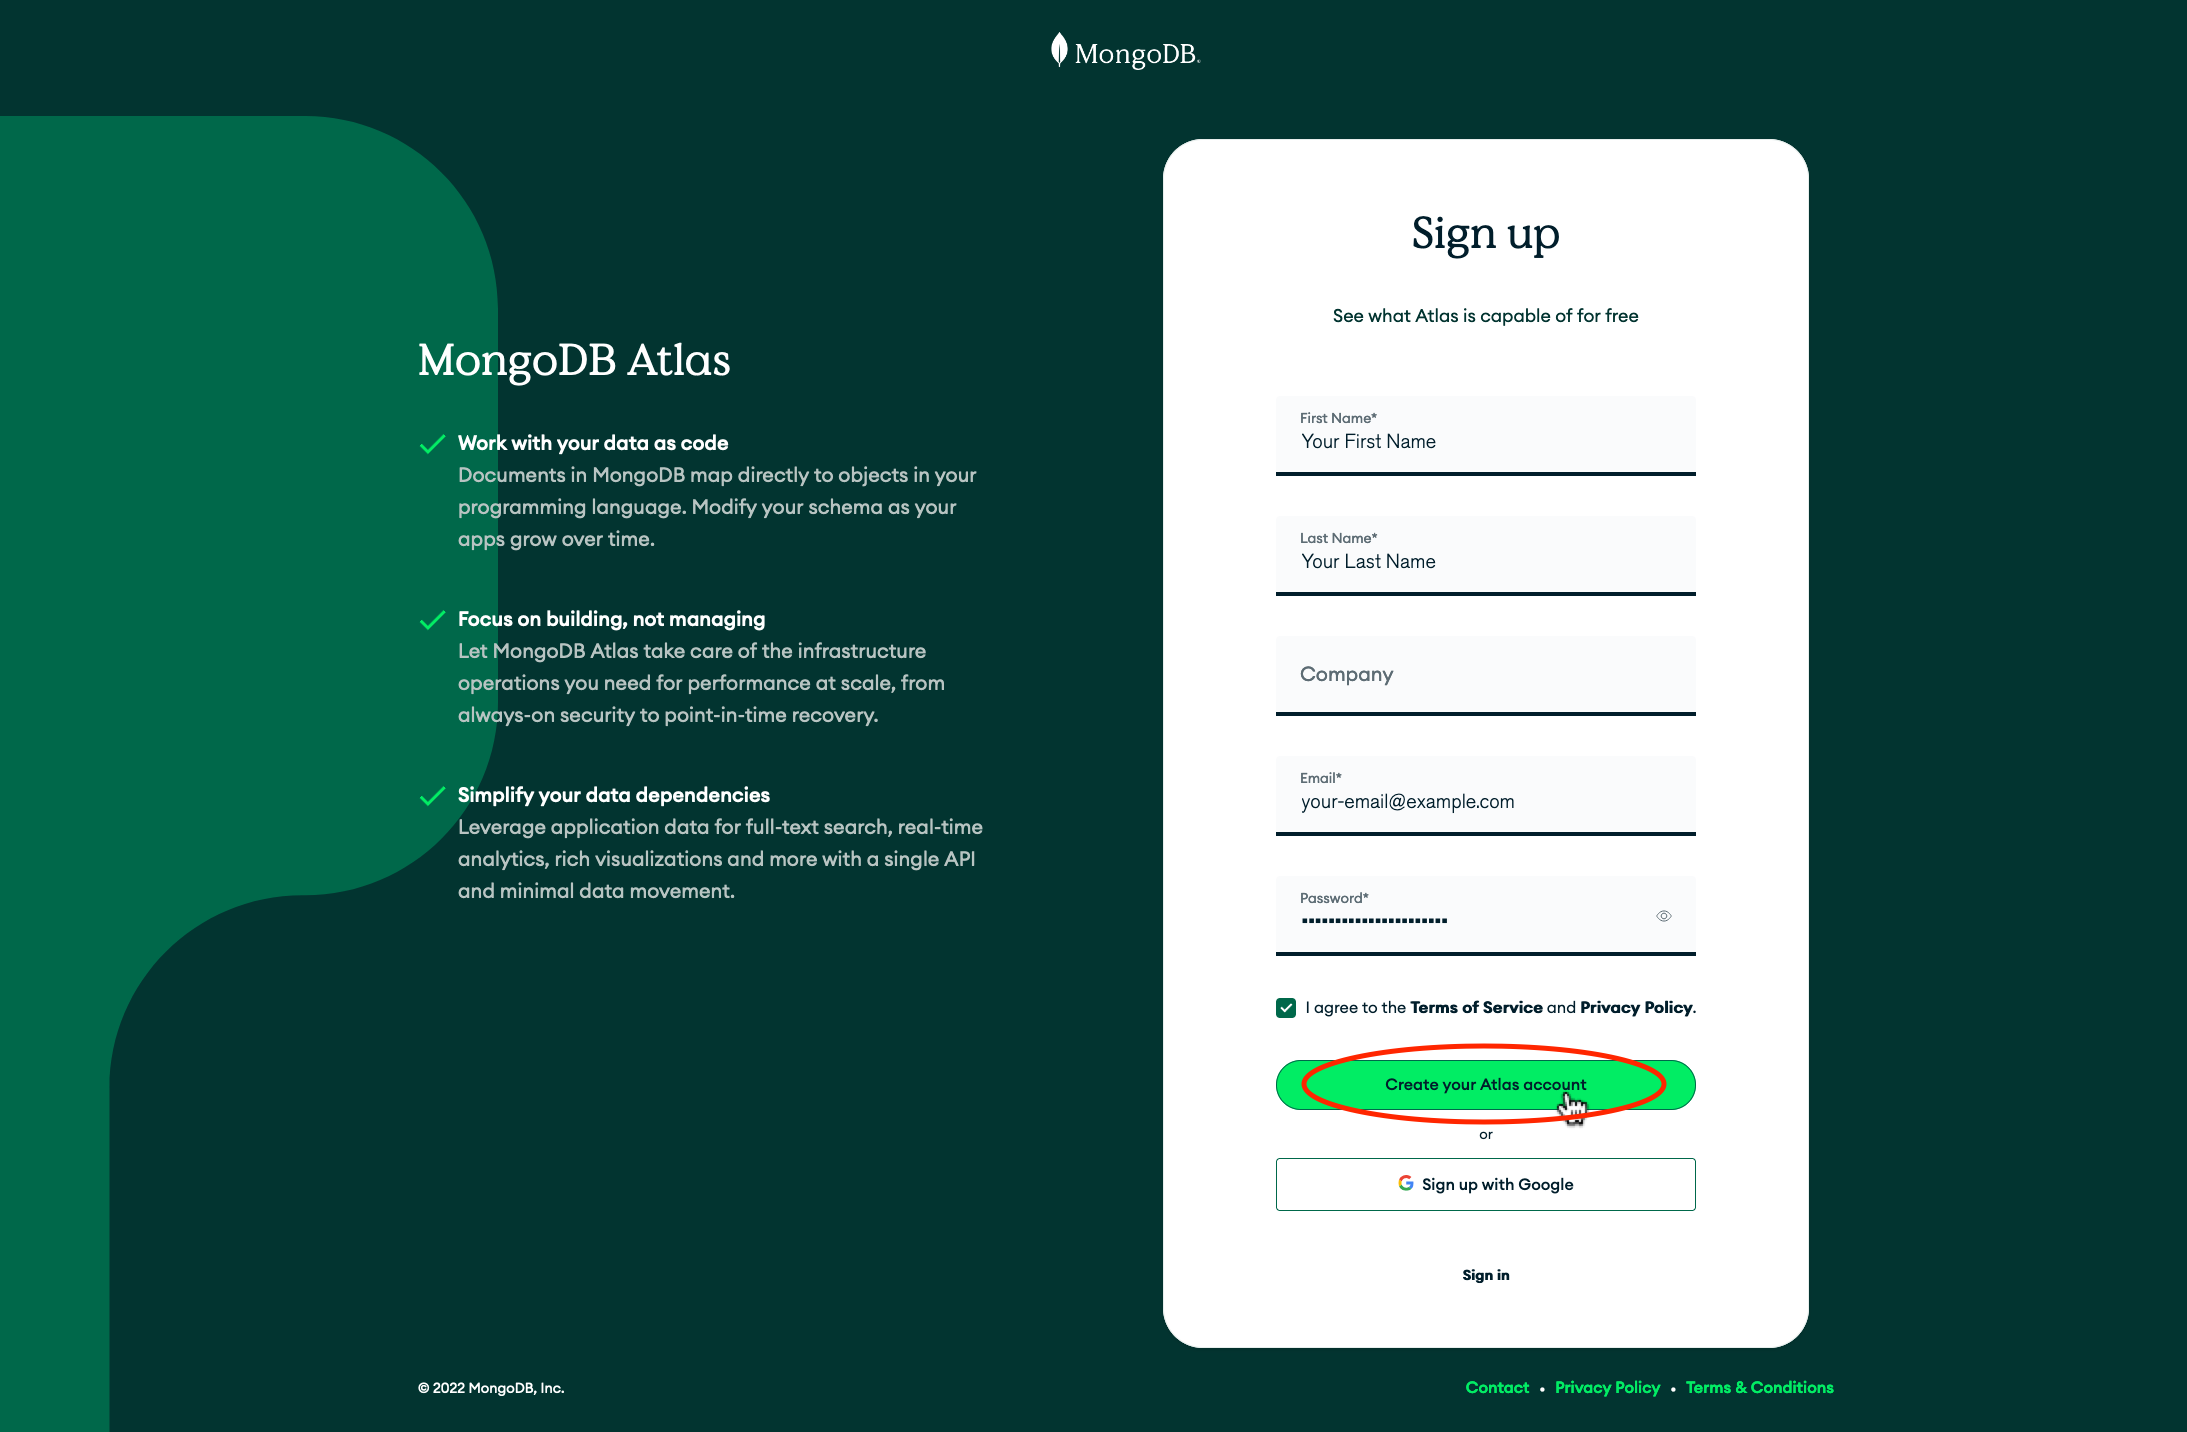 MongoDB.
MongoDB Atlas
Work with your data as code
Documents in MongoDB map directly to objects in your
programming language. Modify your schema as your
apps grow over time.
Focus on building, not managing
Let MongoDB Atlas take care of the infrastructure
operations you need for performance at scale, from
always-on security to point-in-time recovery.
Simplify your data dependencies
Leverage application data for full-text search, real-time
analytics, rich visualizations and more with a single API
and minimal data movement.
Sign up
See what Atlas is capable of for free
First Name*
Your First Name
Last Name*
Your Last Name
Company
Email*
your-email@example.com
Password*
I agree to the Terms of Service and Privacy Policy.
Create your Atlas account
or
Sign up with Google
Sign in
© 2022 MongoDB, Inc.
Contact • Privacy Policy • Terms & Conditions